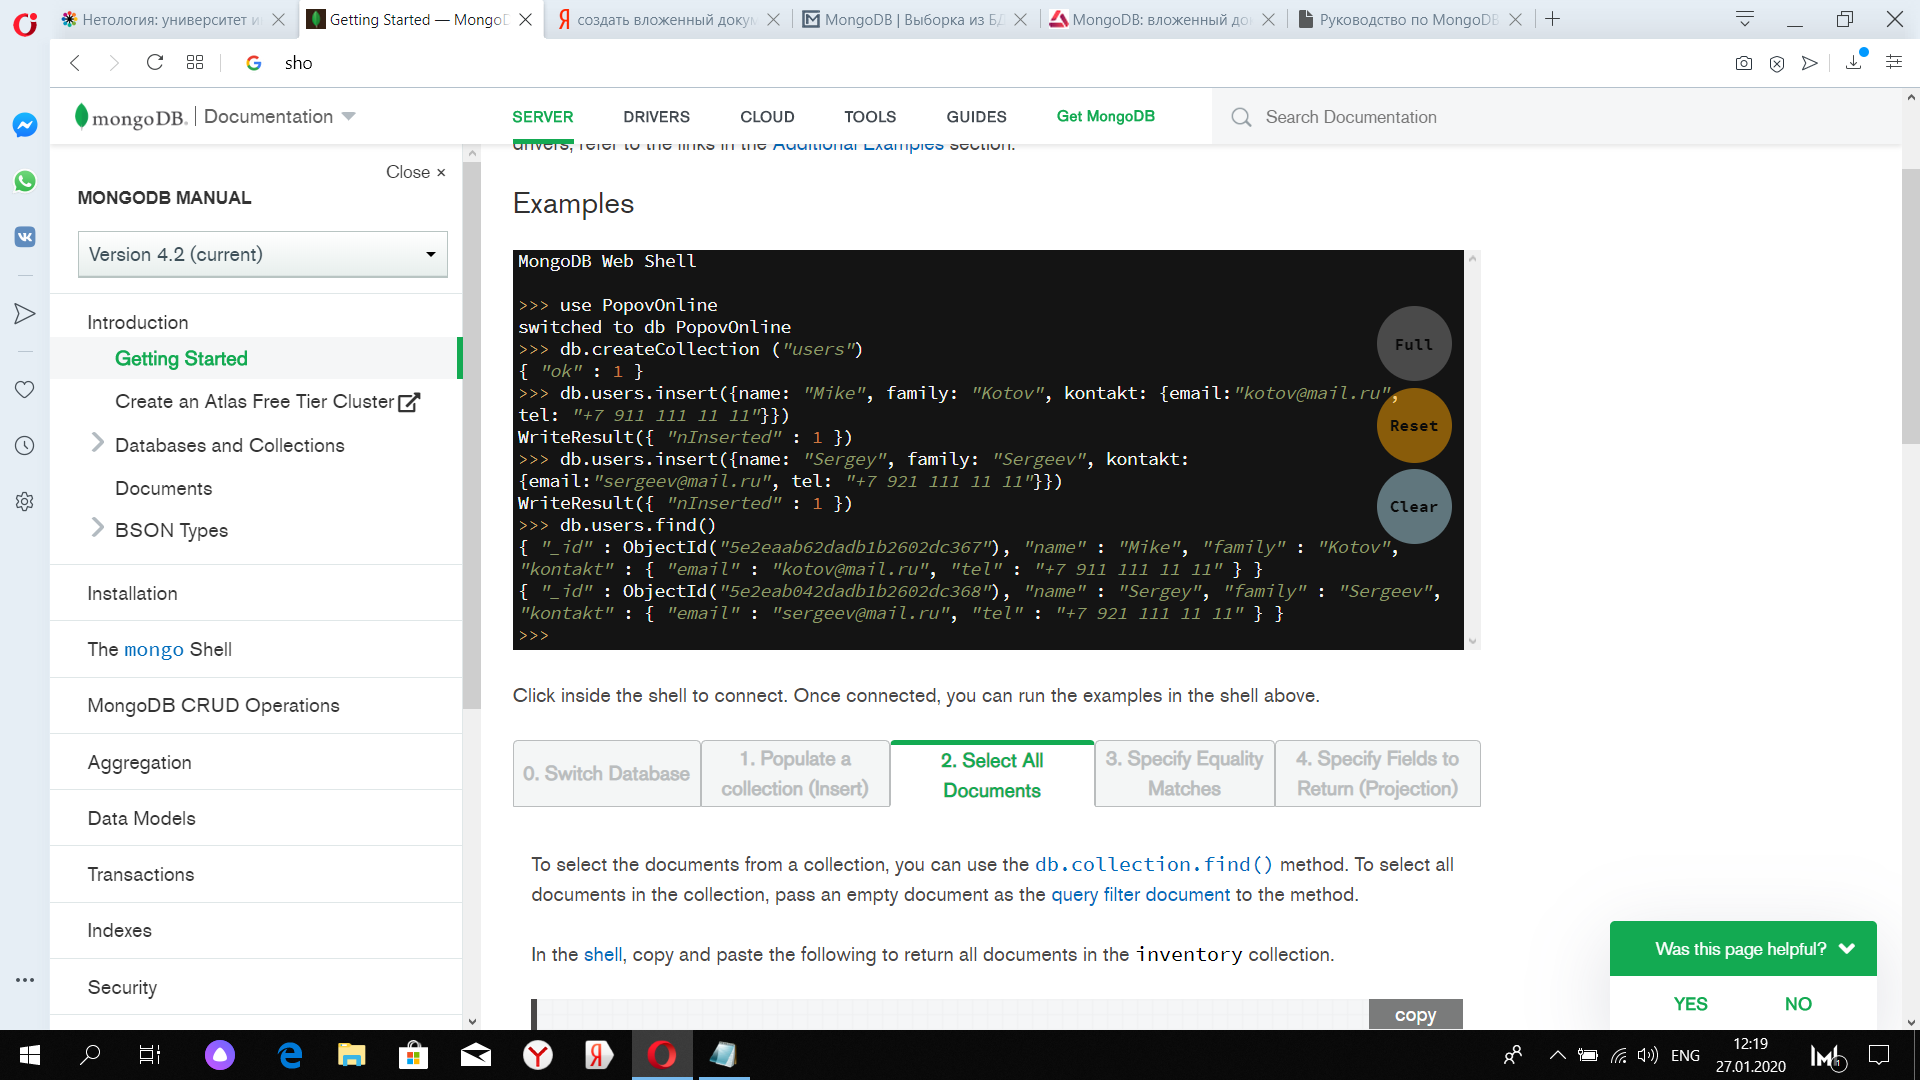 Нетология: университет и
Getting Started — MongoD
создать вложенный докум
MongoDB | Выборка из БД
MongoDB: вложенный до
Руководство по MongoDB
sho
mongoDB. Documentation
SERVER
DRIVERS
CLOUD
TOOLS
GUIDES
Get MongoDB
Search Documentation
Close ×
MONGODB MANUAL
Version 4.2 (current)
Introduction
Getting Started
Create an Atlas Free Tier Cluster
Databases and Collections
Documents
BSON Types
Installation
The mongo Shell
MongoDB CRUD Operations
Aggregation
Data Models
Transactions
Indexes
Security
drivers, refer to the links in the Additional Examples section.
Examples
MongoDB Web Shell
>>> use PopovOnline
switched to db PopovOnline
>>> db.createCollection ("users")
{ "ok" : 1 }
>>> db.users.insert({name: "Mike", family: "Kotov", kontakt: {email:"kotov@mail.ru",
tel: "+7 911 111 11 11"}})
WriteResult({ "nInserted" : 1 })
>>> db.users.insert({name: "Sergey", family: "Sergeev", kontakt:
{email:"sergeev@mail.ru", tel: "+7 921 111 11 11"}})
WriteResult({ "nInserted" : 1 })
>>> db.users.find()
{ "_id" : ObjectId("5e2eaab62dadb1b2602dc367"), "name" : "Mike", "family" : "Kotov",
"kontakt" : { "email" : "kotov@mail.ru", "tel" : "+7 911 111 11 11" } }
{ "_id" : ObjectId("5e2eab042dadb1b2602dc368"), "name" : "Sergey", "family" : "Sergeev",
"kontakt" : { "email" : "sergeev@mail.ru", "tel" : "+7 921 111 11 11" } }
>>>
Full
Reset
Clear
Click inside the shell to connect. Once connected, you can run the examples in the shell above.
0. Switch Database
1. Populate a
collection (Insert)
2. Select All
Documents
3. Specify Equality
Matches
4. Specify Fields to
Return (Projection)
To select the documents from a collection, you can use the db.collection.find() method. To select all
documents in the collection, pass an empty document as the query filter document to the method.
In the shell, copy and paste the following to return all documents in the inventory collection.
copy
Was this page helpful?
YES
NO
ENG
12:19
27.01.2020